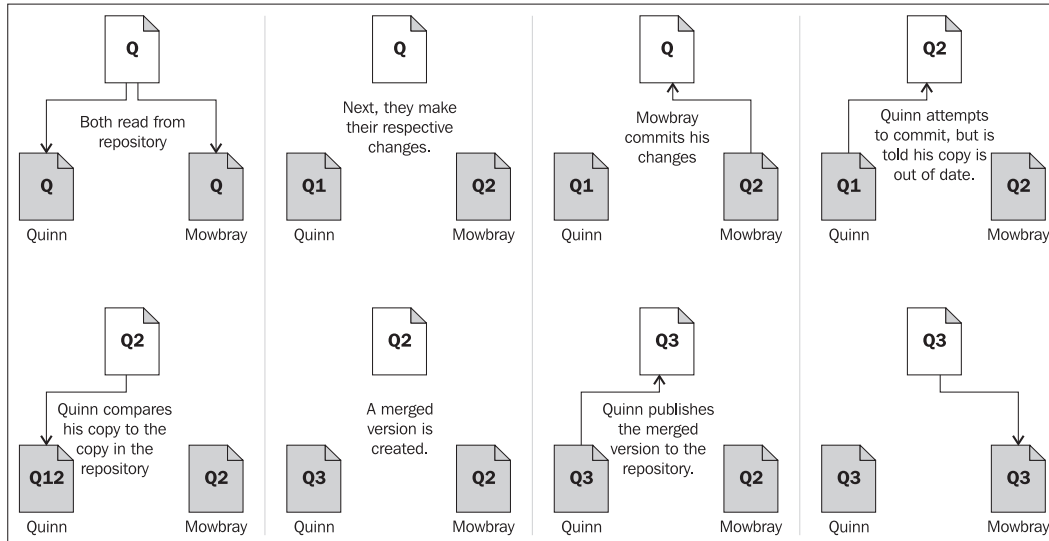 Q
Both read from
repository
Q
Q
Quinn
Mowbray
Q
Next, they make
their respective
changes.
Q1
Q2
Quinn
Mowbray
Q
Mowbray
commits his
changes
Q1
Q2
Quinn
Mowbray
Q2
Quinn attempts
to commit, but is
told his copy is
out of date.
Q1
Q2
Quinn
Mowbray
Q2
Quinn compares
his copy to the
copy in the
repository
Q12
Q2
Quinn
Mowbray
Q2
A merged
version is
created.
Q3
Q2
Quinn
Mowbray
Q3
Quinn publishes
the merged
version to the
repository.
Q3
Q2
Quinn
Mowbray
Q3
Q3
Q3
Quinn
Mowbray